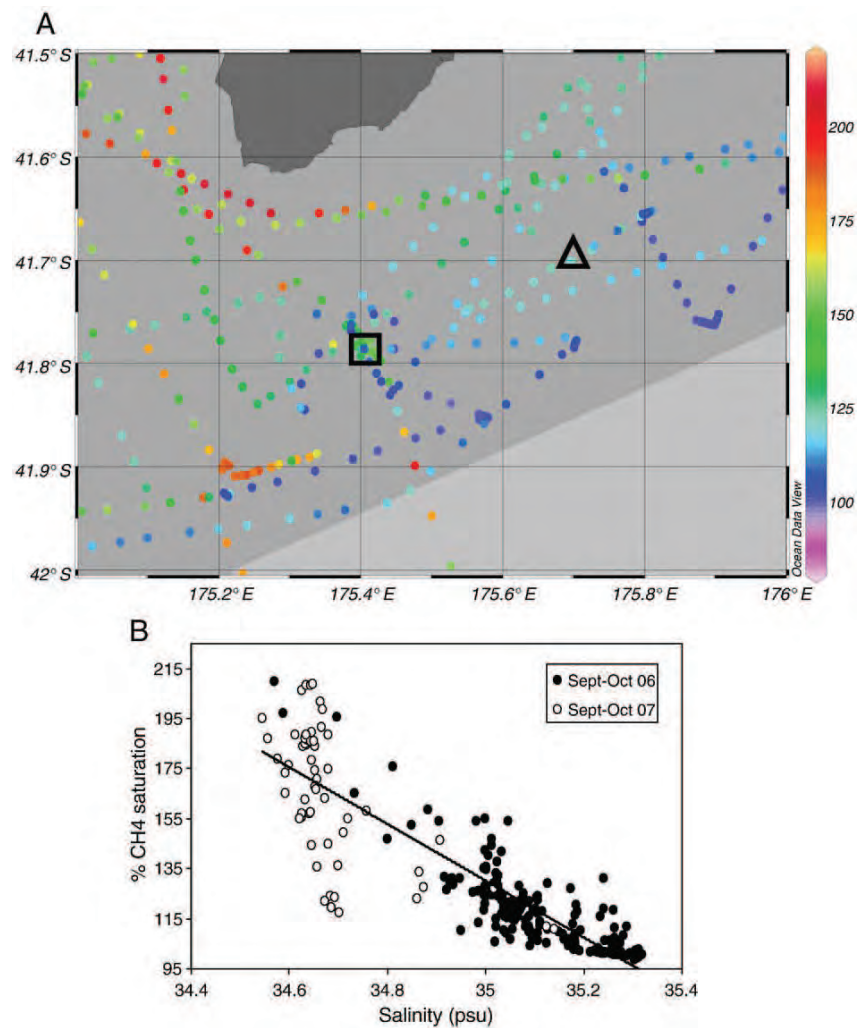 A
41.5° S
41.6° S
41.7° S
41.8° S
41.9° S
42° S
175.2° E 175.4° E 175.6° E 175.8° E 176° E
200
175
150
125
100
Ocean Data View
B
% CH4 saturation
215
195
175
155
135
115
95
Sept-Oct 06
Sept-Oct 07
34.4 34.6 34.8 35 35.2 35.4
Salinity (psu)